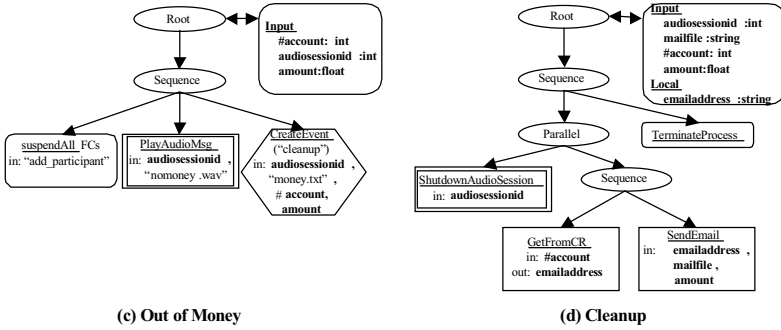 Root
Input
#account: int
audiosessionid :int
amount:float
Sequence
suspendAll_FCs
in: “add_participant”
PlayAudioMsg
in: audiosessionid ,
“nomoney .wav”
CreateEvent
(“cleanup”)
in: audiosessionid ,
“money.txt” ,
# account,
amount
(c) Out of Money
Root
Input
audiosessionid :int
mailfile :string
#account: int
amount:float
Local
emailaddress :string
Sequence
Parallel
TerminateProcess
ShutdownAudioSession
in: audiosessionid
Sequence
GetFromCR
in: #account
out: emailaddress
SendEmail
in: emailaddress ,
mailfile ,
amount
(d) Cleanup